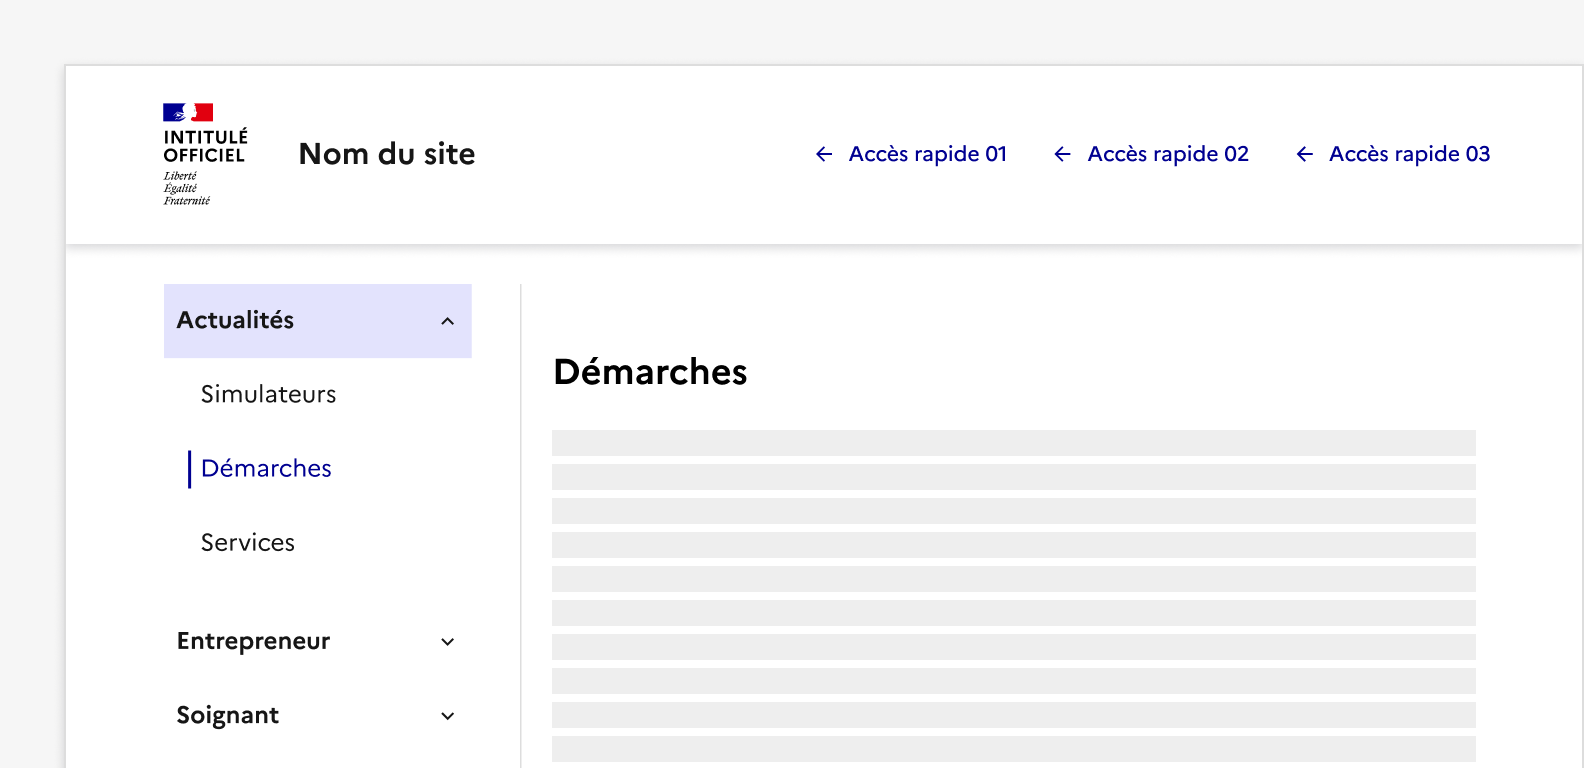 INTITULÉ
OFFICIEL
Liberté
Égalité
Fraternité
Nom du site
Accès rapide 01
Accès rapide 02
Accès rapide 03
Actualités
Simulateurs
Démarches
Services
Entrepreneur
Soignant
Démarches